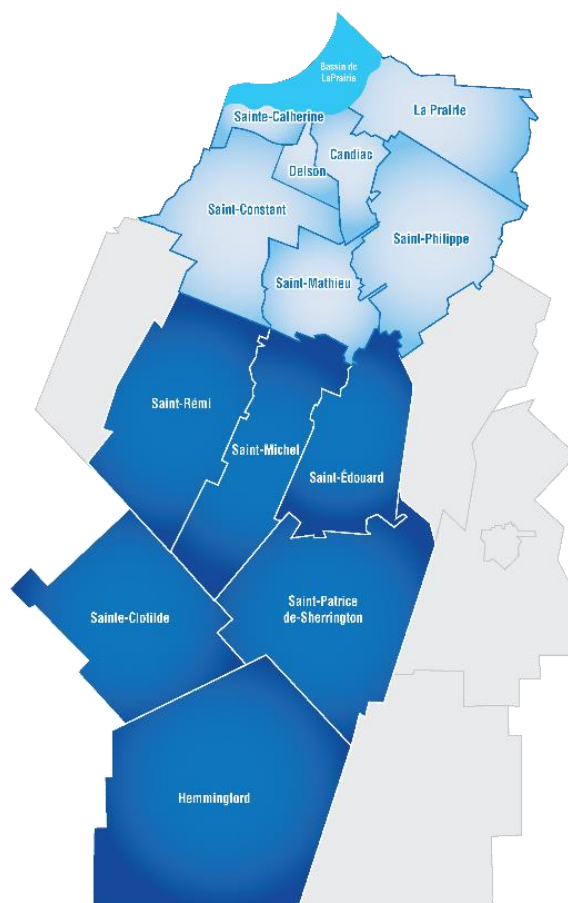 Bassin de
LaPrairie
La Prairie
Sainte-Catherine
Candiac
Delson
Saint-Constant
Saint-Philippe
Saint-Mathieu
Saint-Rémi
Saint-Michel
Saint-Édouard
Saint-Patrice
de-Sherrington
Sainte-Clotilde
Hemmingford